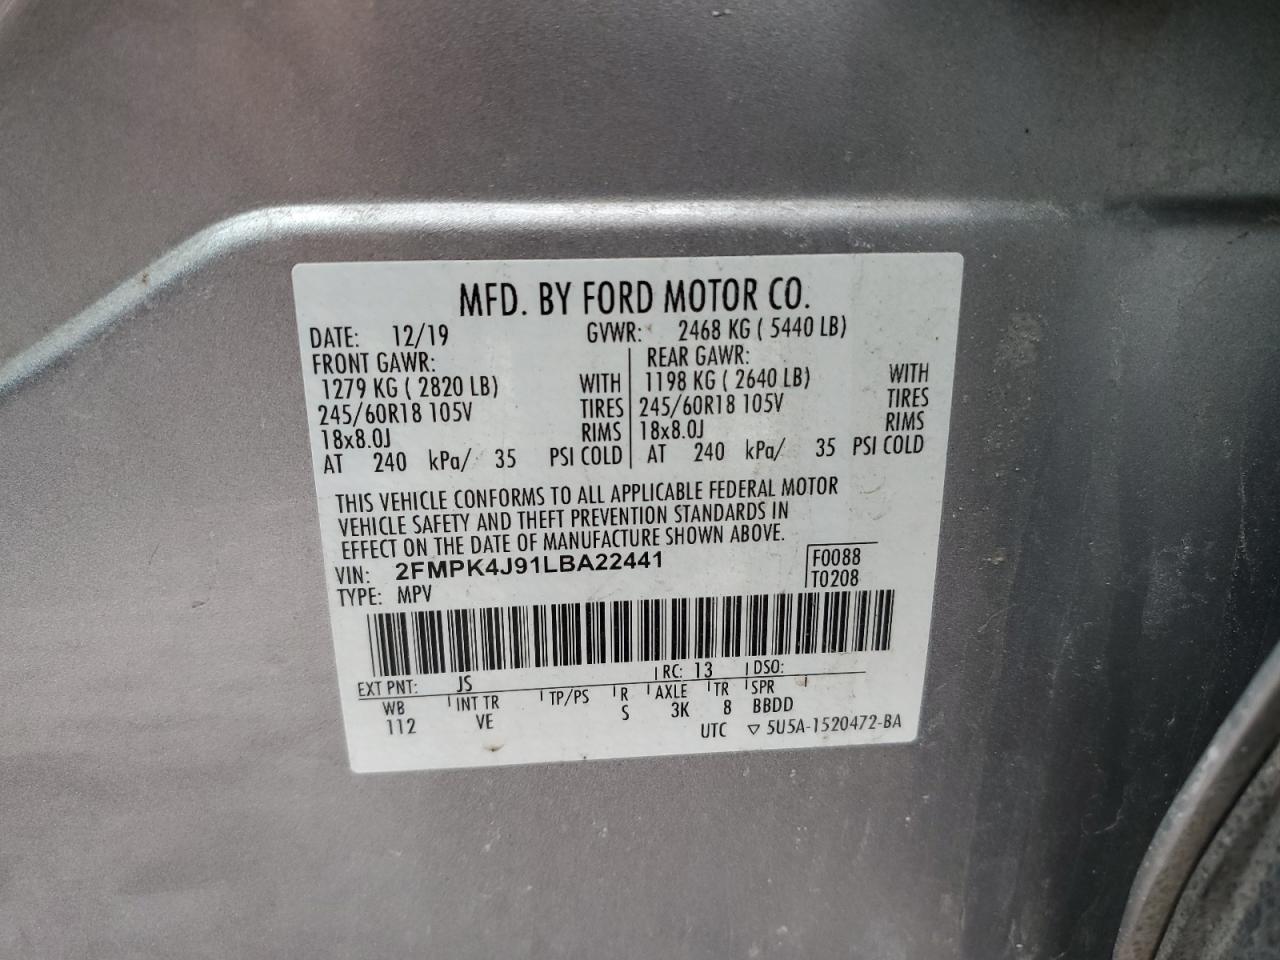 MFD. BY FORD MOTOR CO.
DATE: 12/19 GVWR: 2468 KG ( 5440 LB)
FRONT GAWR: REAR GAWR:
1279 KG ( 2820 LB) WITH 1198 KG ( 2640 LB) WITH
245/60R18 105V TIRES 245/60R18 105V TIRES
18x8.0J RIMS 18x8.0J RIMS
AT 240 kPa/ 35 PSI COLD AT 240 kPa/ 35 PSI COLD
THIS VEHICLE CONFORMS TO ALL APPLICABLE FEDERAL MOTOR
VEHICLE SAFETY AND THEFT PREVENTION STANDARDS IN
EFFECT ON THE DATE OF MANUFACTURE SHOWN ABOVE.
VIN: 2FMPK4J91LBA22441 F0088
TYPE: MPV T0208
EXT PNT: JS RC: 13 DSO:
WB INT TR TP/PS R AXLE TR SPR
112 VE S 3K 8 BBDD
UTC ▽ 5U5A-1520472-BA